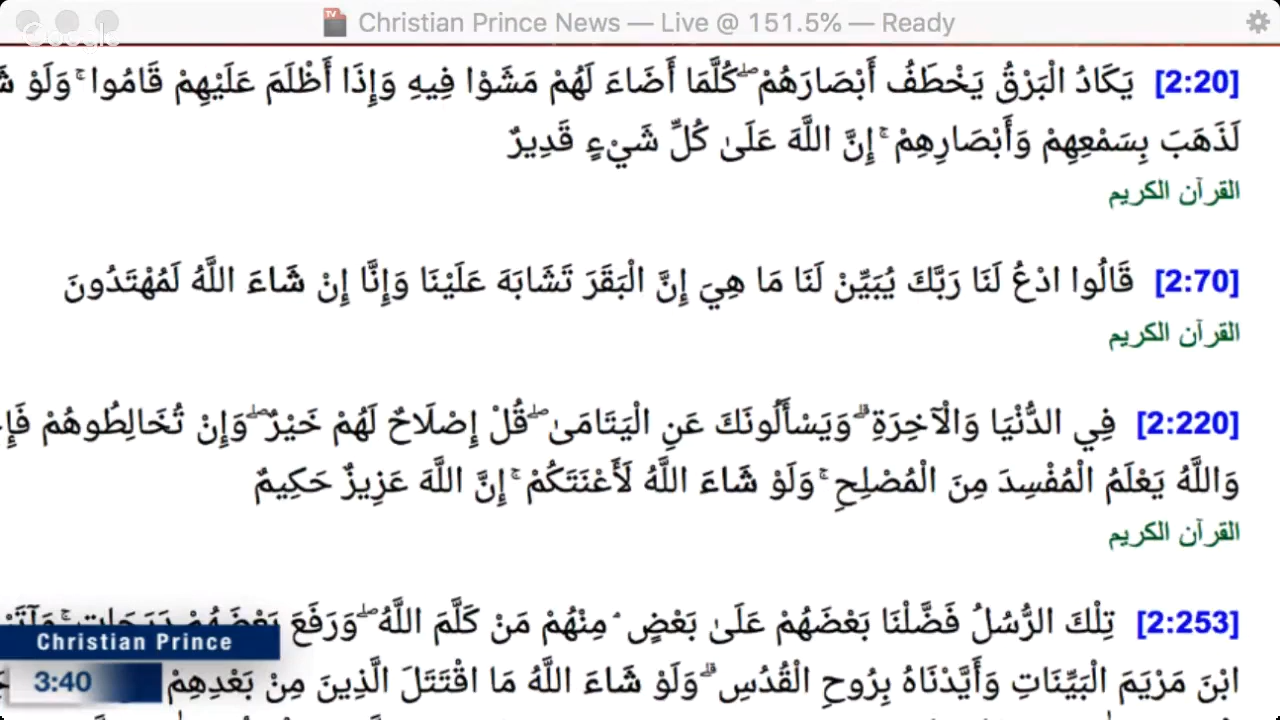 Google
Christian Prince News — Live @ 151.5% — Ready
[2:20] يَكَادُ الْبَرْقُ يَخْطَفُ أَبْصَارَهُمْ ۖ كُلَّمَا أَضَاءَ لَهُمْ مَشَوْا فِيهِ وَإِذَا أَظْلَمَ عَلَيْهِمْ قَامُوا ۚ وَلَوْ
لَذَهَبَ بِسَمْعِهِمْ وَأَبْصَارِهِمْ ۚ إِنَّ اللَّهَ عَلَىٰ كُلِّ شَيْءٍ قَدِيرٌ
القرآن الكريم
[2:70] قَالُوا ادْعُ لَنَا رَبَّكَ يُبَيِّنْ لَنَا مَا هِيَ إِنَّ الْبَقَرَ تَشَابَهَ عَلَيْنَا وَإِنَّا إِنْ شَاءَ اللَّهُ لَمُهْتَدُونَ
القرآن الكريم
[2:220] فِي الدُّنْيَا وَالْآخِرَةِ ۗ وَيَسْأَلُونَكَ عَنِ الْيَتَامَىٰ ۖ قُلْ إِصْلَاحٌ لَهُمْ خَيْرٌ ۖ وَإِنْ تُخَالِطُوهُمْ
وَاللَّهُ يَعْلَمُ الْمُفْسِدَ مِنَ الْمُصْلِحِ ۚ وَلَوْ شَاءَ اللَّهُ لَأَعْنَتَكُمْ ۚ إِنَّ اللَّهَ عَزِيزٌ حَكِيمٌ
القرآن الكريم
[2:253] تِلْكَ الرُّسُلُ فَضَّلْنَا بَعْضَهُمْ عَلَىٰ بَعْضٍ ۘ مِنْهُمْ مَنْ كَلَّمَ اللَّهُ ۖ وَرَفَعَ بَعْضَهُمْ دَرَجَاتٍ ۚ
ابْنَ مَرْيَمَ الْبَيِّنَاتِ وَأَيَّدْنَاهُ بِرُوحِ الْقُدُسِ ۗ وَلَوْ شَاءَ اللَّهُ مَا اقْتَتَلَ الَّذِينَ مِنْ بَعْدِهِمْ
Christian Prince
3:40